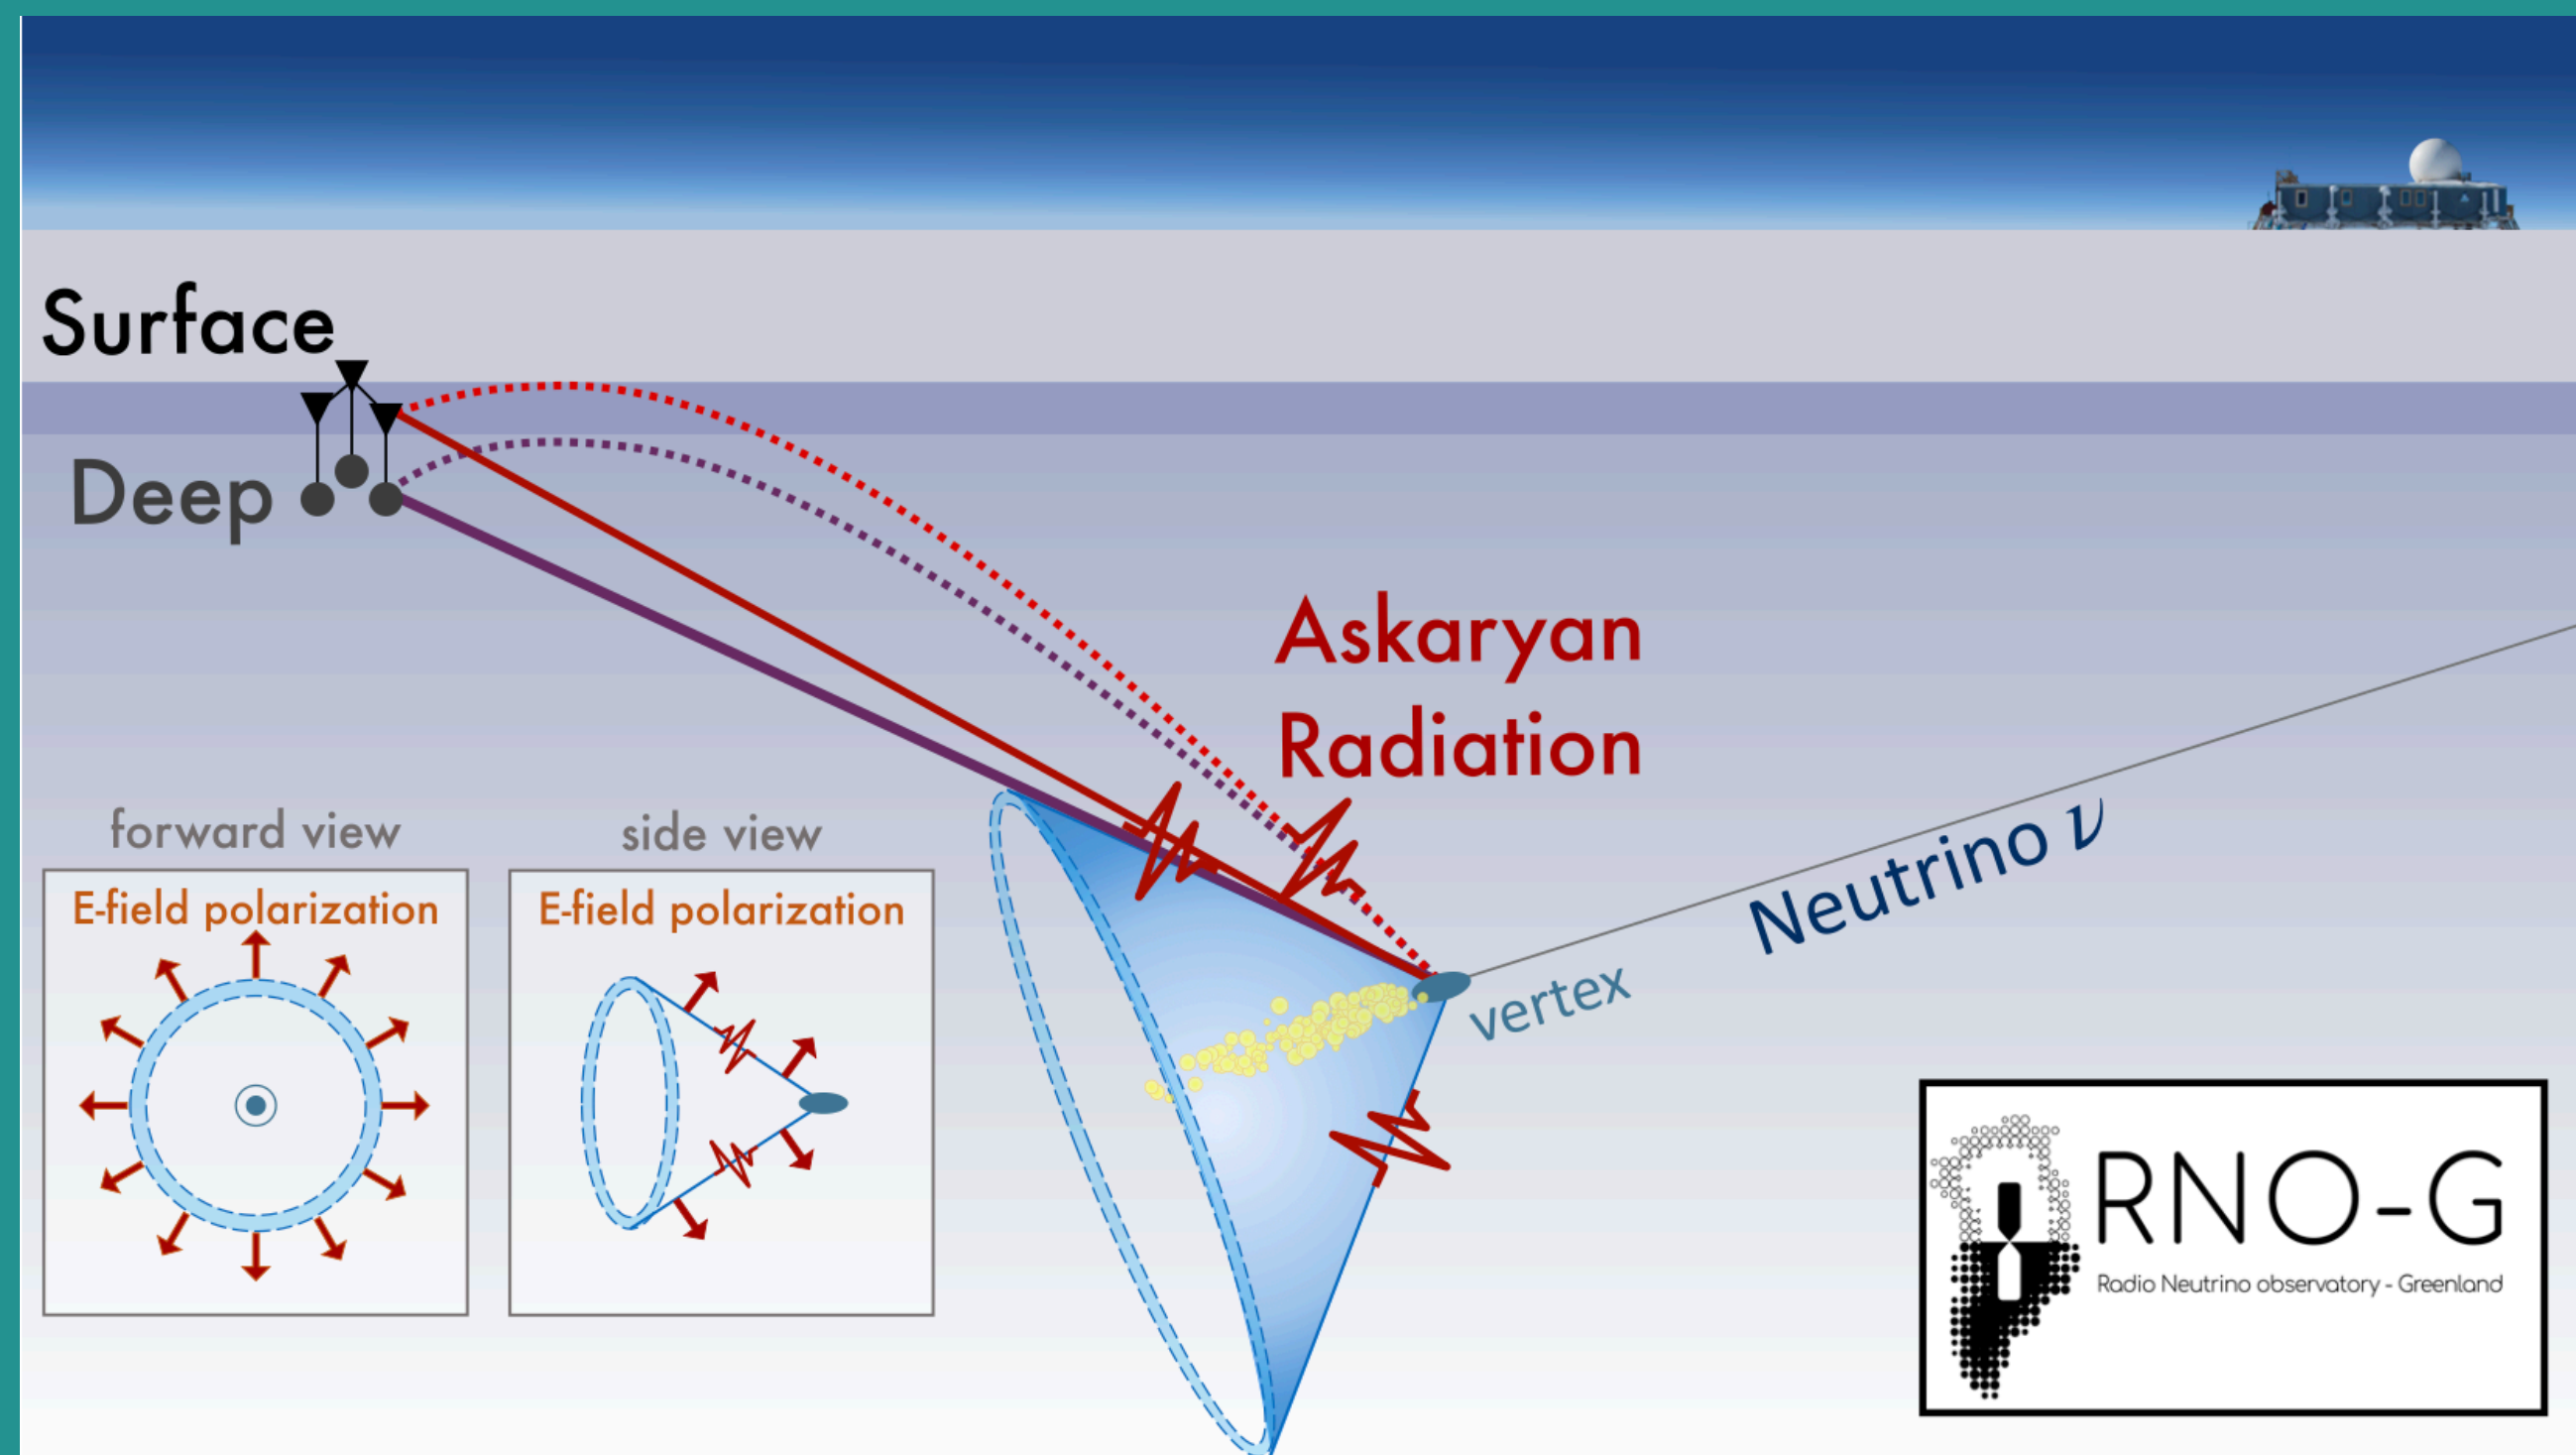 Surface
Deep
Askaryan
Radiation
Neutrino ν
vertex
forward view
E-field polarization
side view
E-field polarization
RNO-G
Radio Neutrino observatory - Greenland